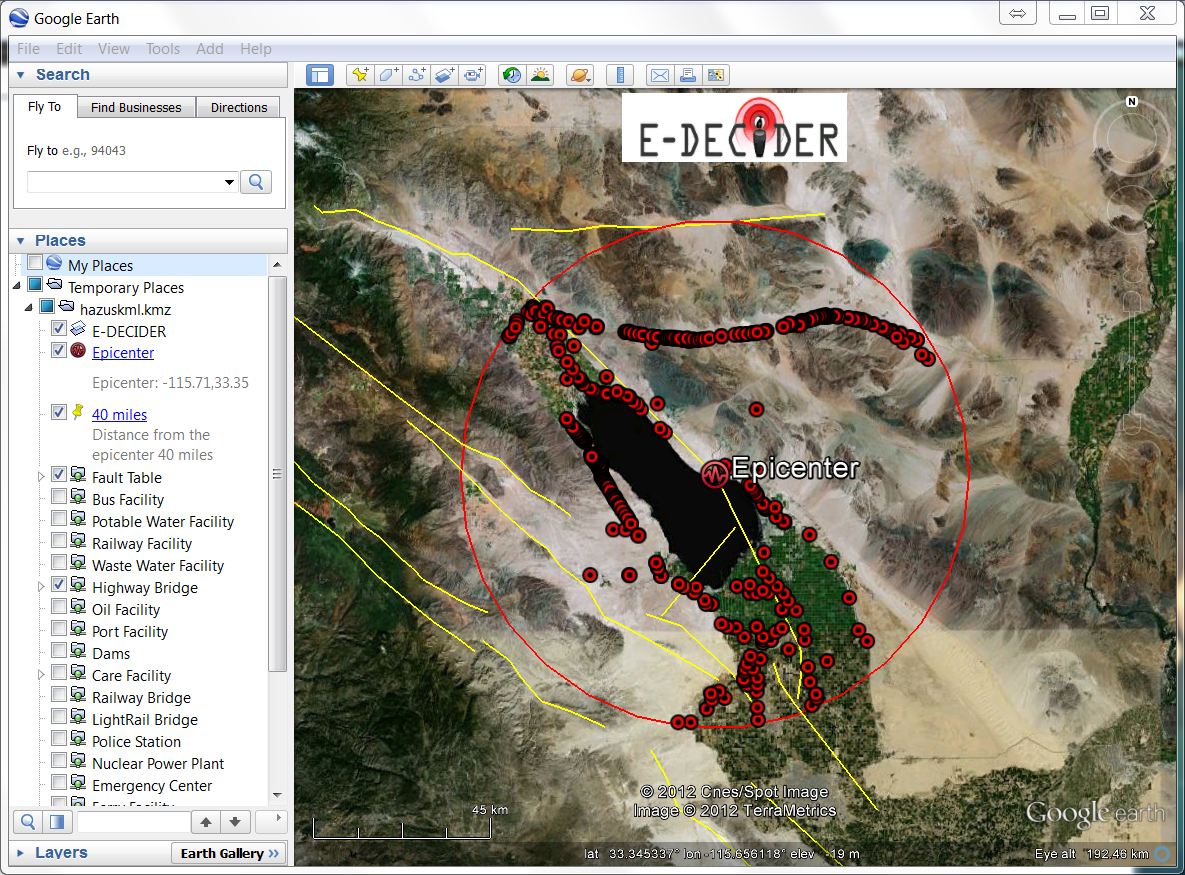 Google Earth
File Edit View Tools Add Help
Search
Fly To Find Businesses Directions
Fly to e.g., 94043
Places
My Places
Temporary Places
hazuskml.kmz
E-DECIDER
Epicenter
Epicenter: -115.71,33.35
40 miles
Distance from the
epicenter 40 miles
Fault Table
Bus Facility
Potable Water Facility
Railway Facility
Waste Water Facility
Highway Bridge
Oil Facility
Port Facility
Dams
Care Facility
Railway Bridge
LightRail Bridge
Police Station
Nuclear Power Plant
Emergency Center
Ferry Facility
Layers
Earth Gallery »
E-DECIDER
N
Epicenter
© 2012 Cnes/Spot Image
Image © 2012 TerraMetrics
45 km
Google earth
lat 33.345337° lon -115.656118° elev -19 m
Eye alt 192.46 km